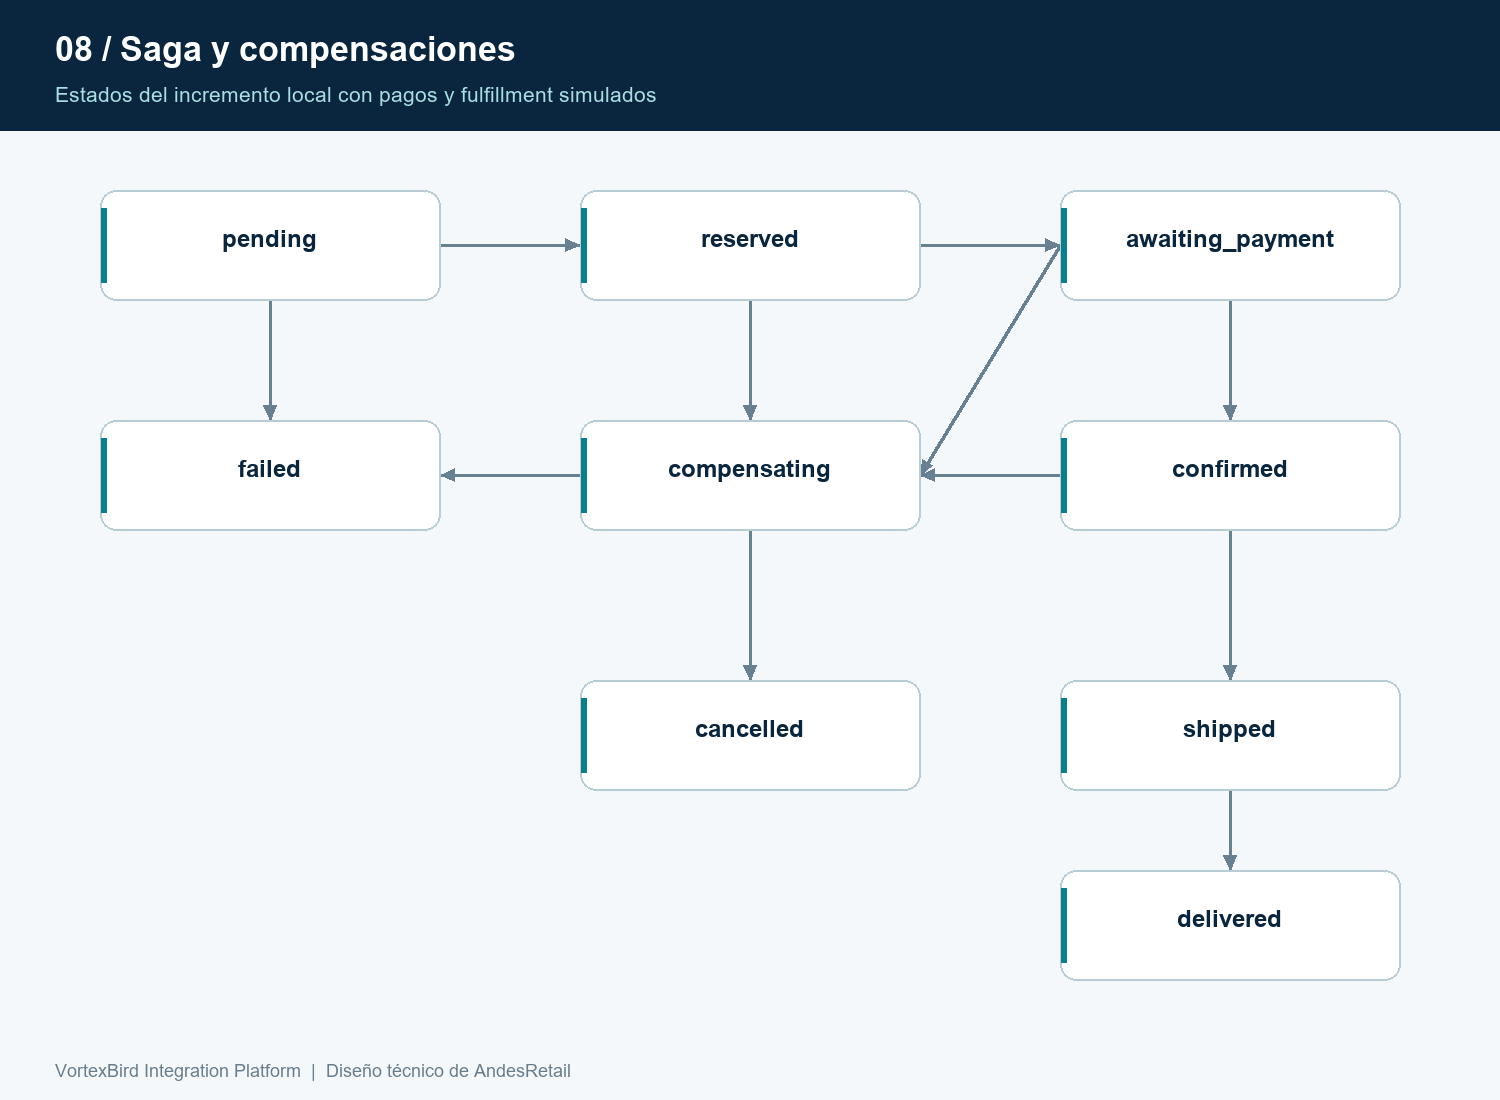 08 / Saga y compensaciones
Estados del incremento local con pagos y fulfillment simulados
pending
reserved
awaiting_payment
failed
compensating
confirmed
cancelled
shipped
delivered
VortexBird Integration Platform | Diseño técnico de AndesRetail